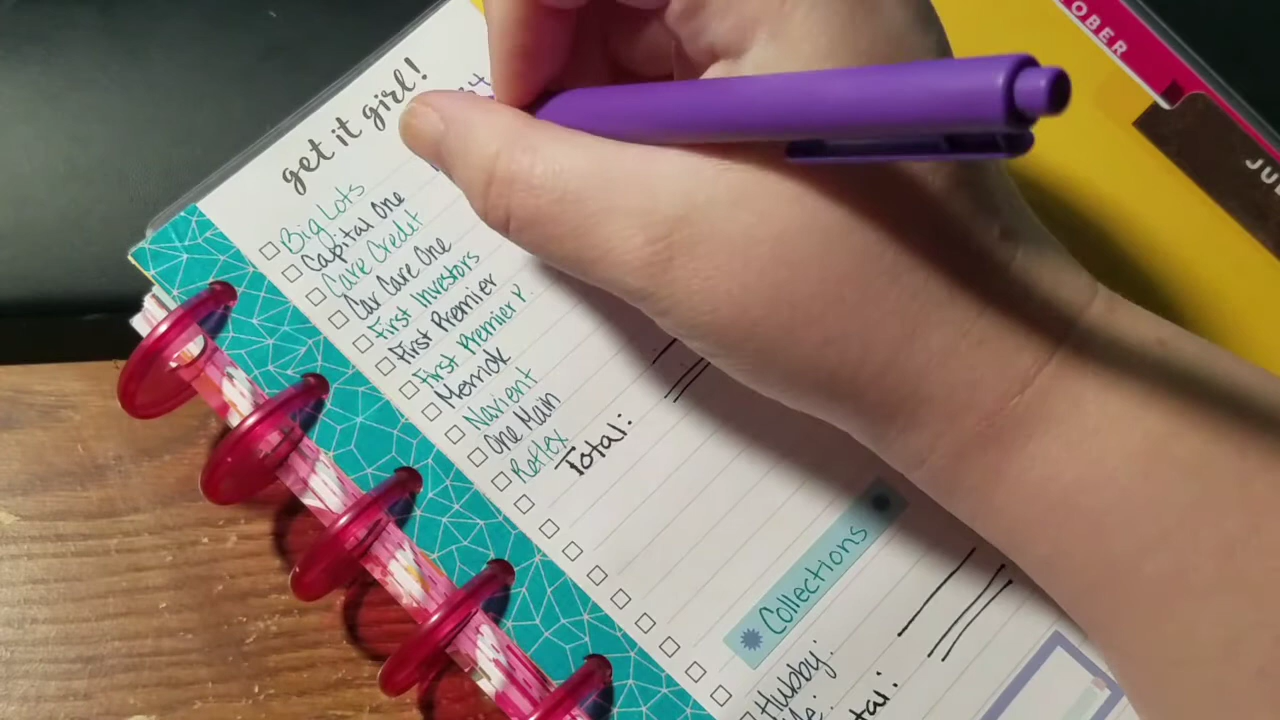 get it girl!
Big Lots
Capital One
Care Credit
Car Care One
First Investors
First Premier
First Premier Y
Merrick
Navient
One Main
Reflex
Total:
Collections
Hubby:
OBER